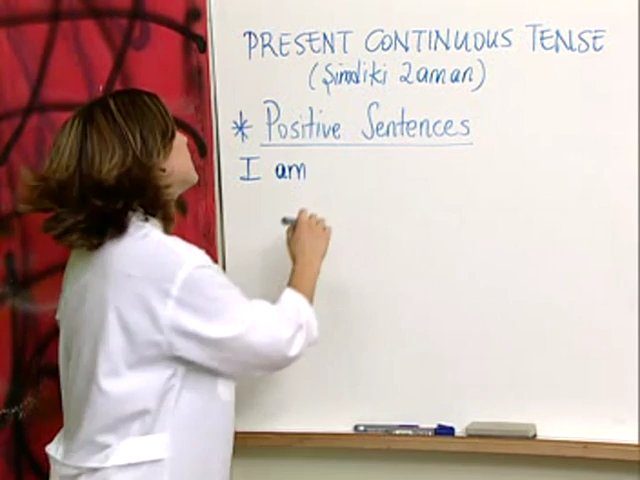 PRESENT CONTINUOUS TENSE
(Şimdiki Zaman)
* Positive Sentences
I am